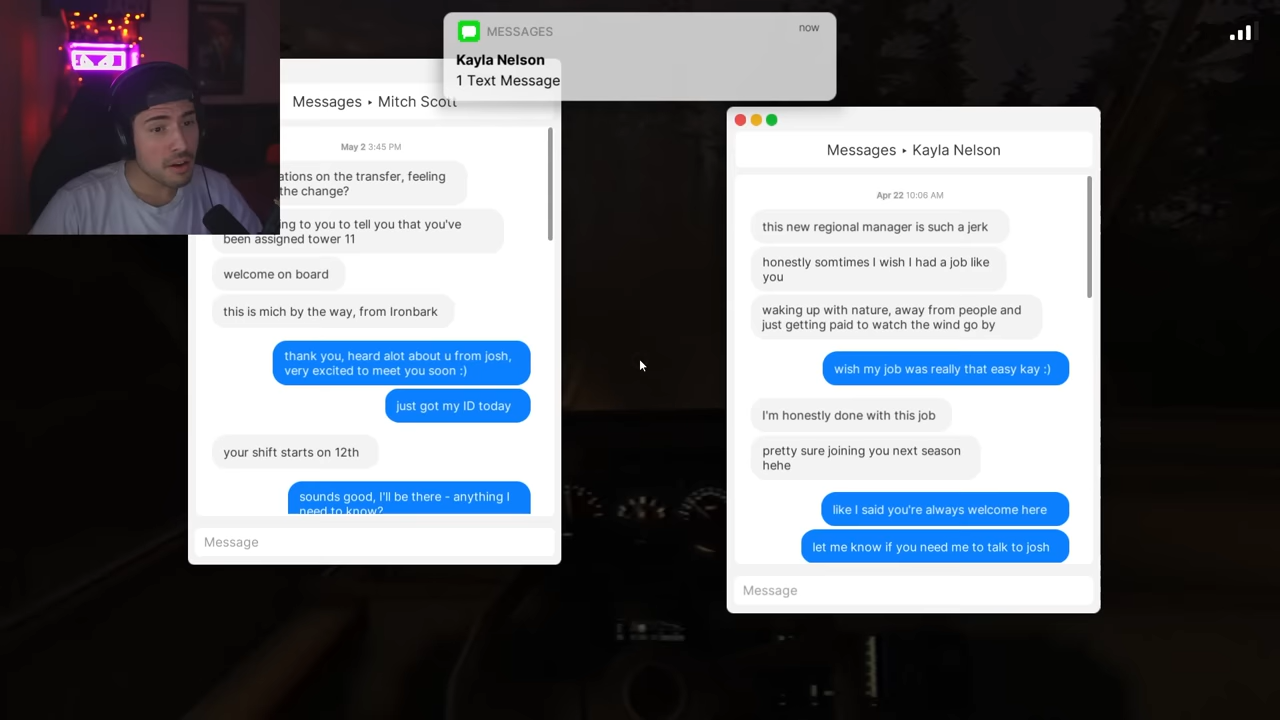 MESSAGES
now
Kayla Nelson
1 Text Message
Messages ▸ Mitch Scott
May 2 3:45 PM
ations on the transfer, feeling
the change?
ing to you to tell you that you've
been assigned tower 11
welcome on board
this is mich by the way, from Ironbark
thank you, heard alot about u from josh,
very excited to meet you soon :)
just got my ID today
your shift starts on 12th
sounds good, I'll be there - anything I
need to know?
Message
Messages ▸ Kayla Nelson
Apr 22 10:06 AM
this new regional manager is such a jerk
honestly somtimes I wish I had a job like
you
waking up with nature, away from people and
just getting paid to watch the wind go by
wish my job was really that easy kay :)
I'm honestly done with this job
pretty sure joining you next season
hehe
like I said you're always welcome here
let me know if you need me to talk to josh
Message